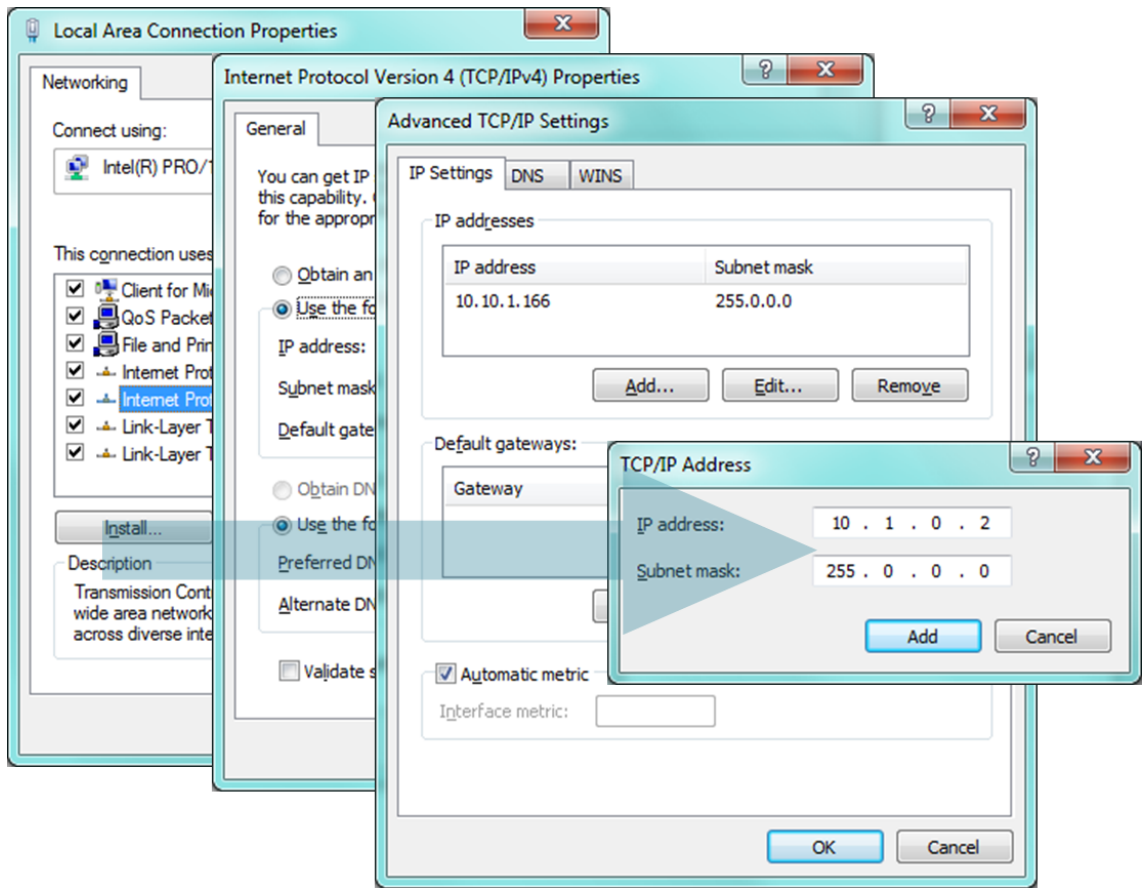 Local Area Connection Properties
Networking
Connect using:
Intel(R) PRO/1
This connection uses
Client for Mi
QoS Packet
File and Prin
Internet Prot
Internet Prot
Link-Layer T
Link-Layer T
Install...
Description
Transmission Cont
wide area network
across diverse inte
Internet Protocol Version 4 (TCP/IPv4) Properties
General
You can get IP
this capability.
for the appropr
Obtain an
Use the fo
IP address:
Subnet mask
Default gate
Obtain DN
Use the fo
Preferred DN
Alternate DN
Validate s
Advanced TCP/IP Settings
IP Settings DNS WINS
IP addresses
IP address Subnet mask
10.10.1.166 255.0.0.0
Add... Edit... Remove
Default gateways:
Gateway
Automatic metric
Interface metric:
OK Cancel
TCP/IP Address
IP address: 10 . 1 . 0 . 2
Subnet mask: 255 . 0 . 0 . 0
Add Cancel